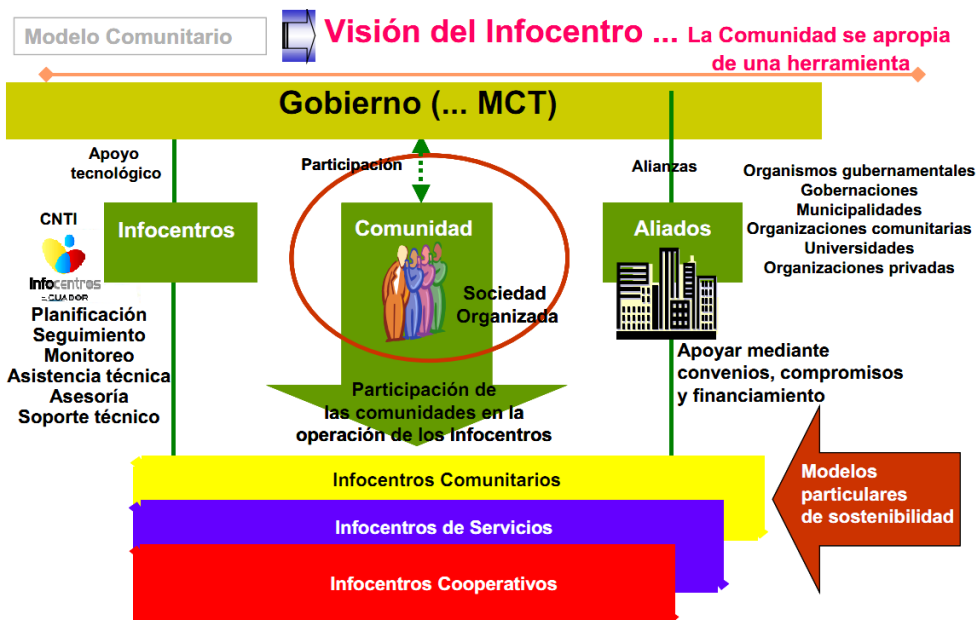 Modelo Comunitario
Visión del Infocentro ... La Comunidad se apropia
de una herramienta
Gobierno (... MCT)
Apoyo
tecnológico
Participación
Alianzas
Organismos gubernamentales
Gobernaciones
Municipalidades
Organizaciones comunitarias
Universidades
Organizaciones privadas
CNTI
infocentros
ECUADOR
Infocentros
Comunidad
Aliados
Sociedad
Organizada
Planificación
Seguimiento
Monitoreo
Asistencia técnica
Asesoría
Soporte técnico
Apoyar mediante
convenios, compromisos
y financiamiento
Participación de
las comunidades en la
operación de los Infocentros
Infocentros Comunitarios
Infocentros de Servicios
Infocentros Cooperativos
Modelos
particulares
de sostenibilidad